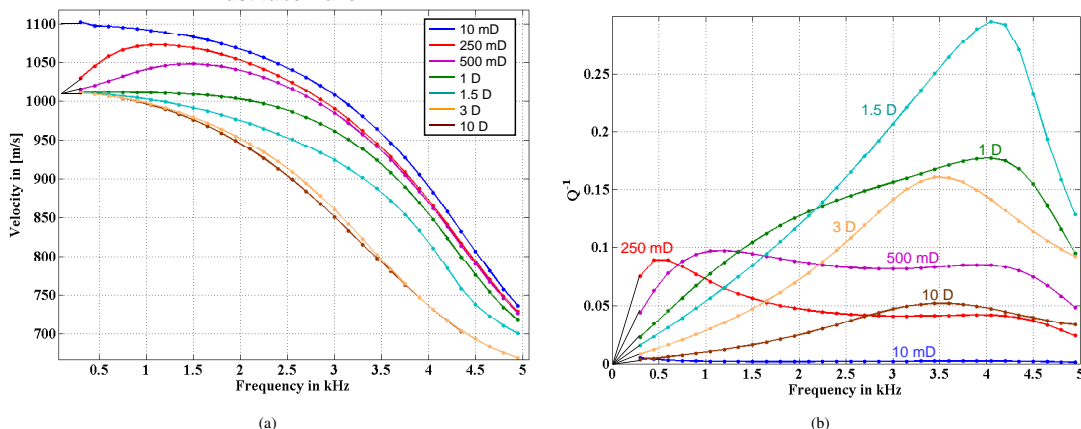 1100
1050
1000
950
900
850
800
750
700
0.5
1
1.5
2
2.5
3
3.5
4
4.5
5
Velocity in [m/s]
Frequency in kHz
10 mD
250 mD
500 mD
1 D
1.5 D
3 D
10 D
(a)
0.25
0.2
0.15
0.1
0.05
0
0
0.5
1
1.5
2
2.5
3
3.5
4
4.5
5
Q-1
Frequency in kHz
1.5 D
1 D
3 D
250 mD
500 mD
10 D
10 mD
(b)